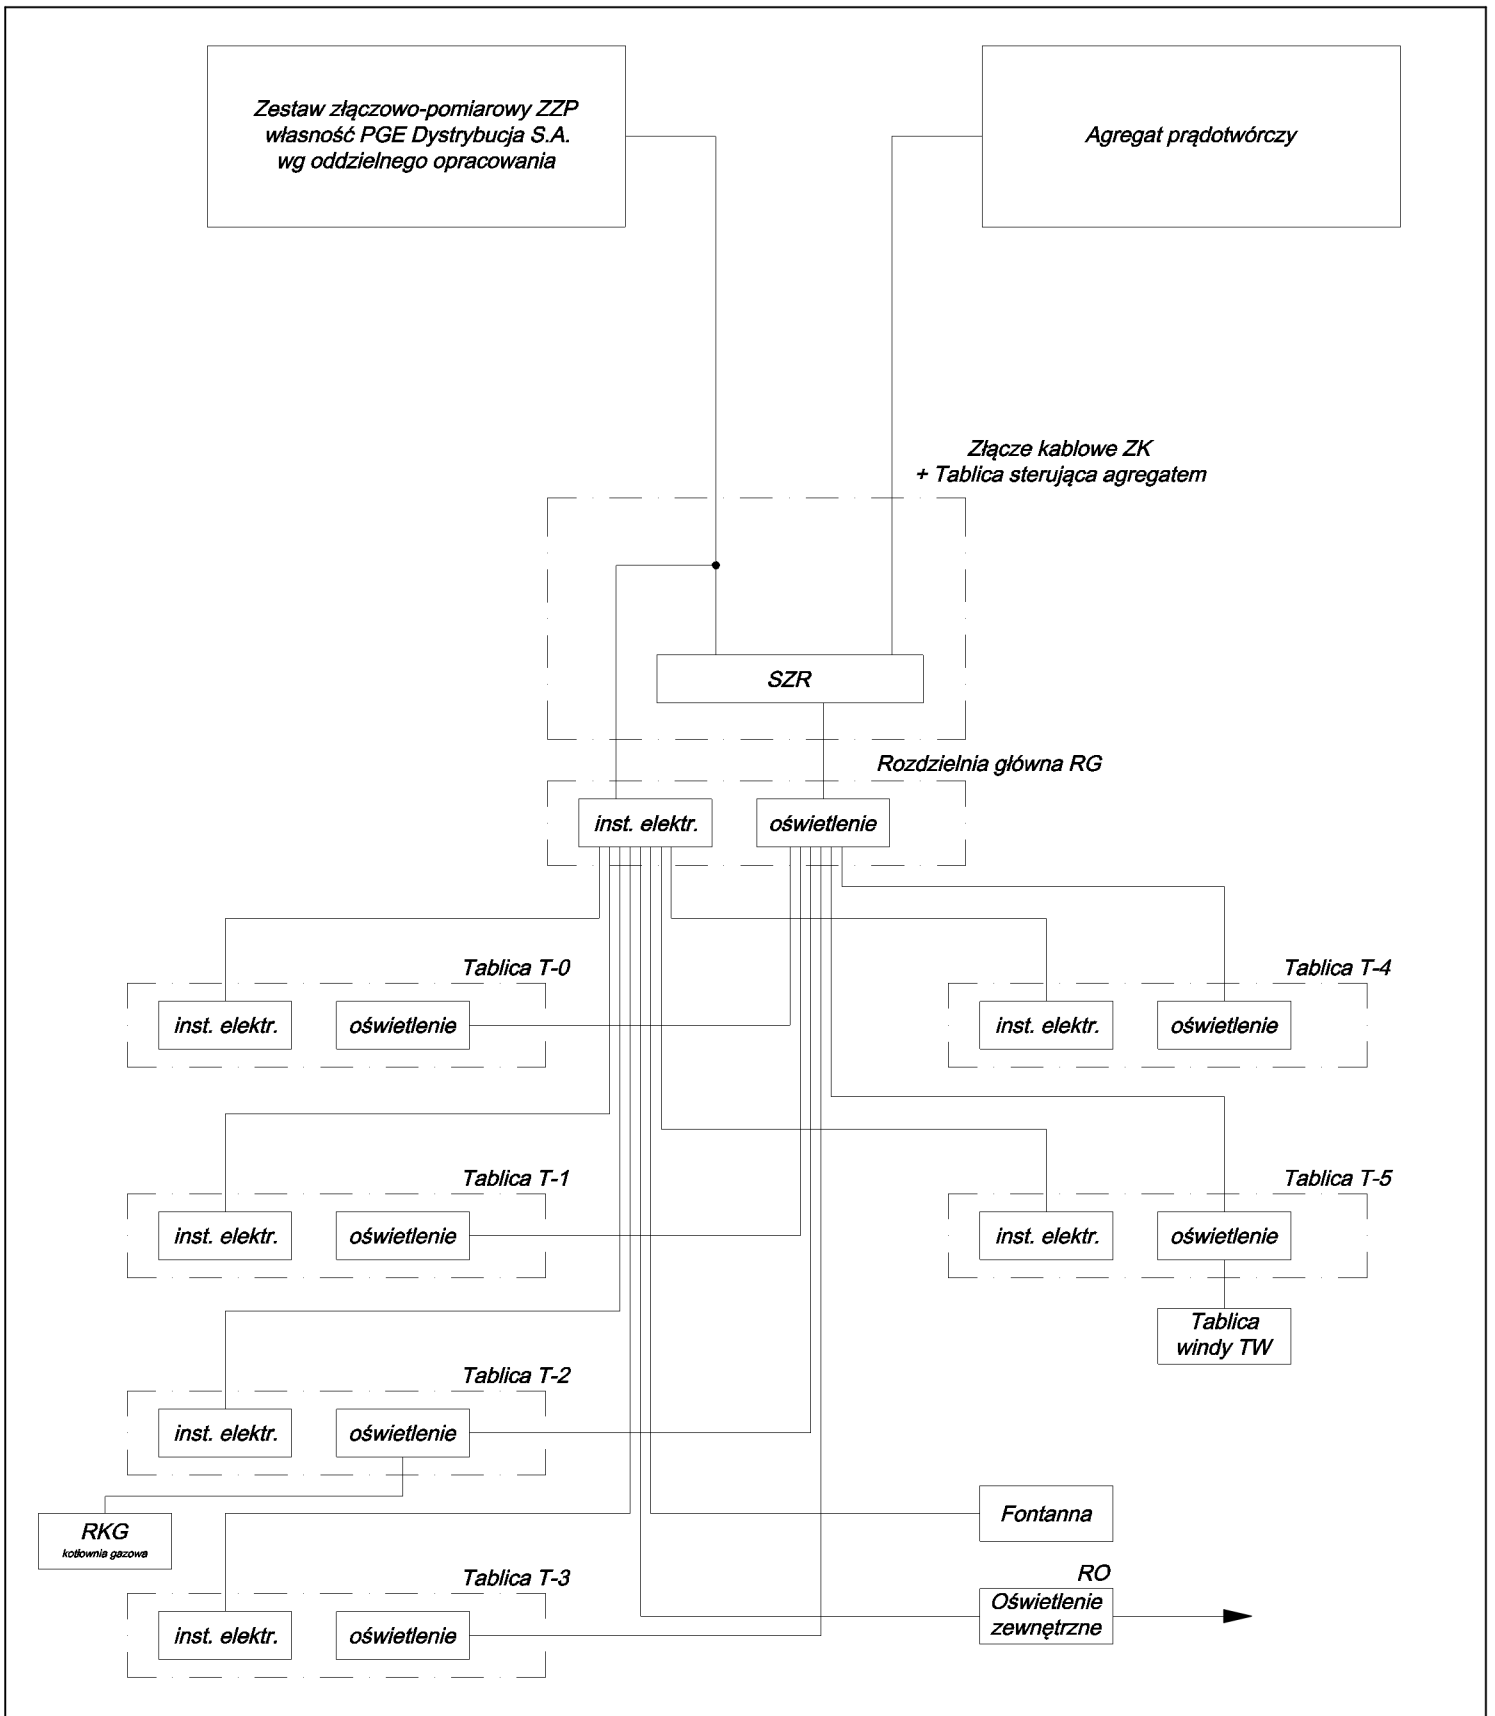 Zestaw złączowo-pomiarowy ZZP
własność PGE Dystrybucja S.A.
wg oddzielnego opracowania
Agregat prądotwórczy
Złącze kablowe ZK
+ Tablica sterująca agregatem
SZR
Rozdzielnia główna RG
inst. elektr.
oświetlenie
Tablica T-0
inst. elektr.
oświetlenie
Tablica T-4
inst. elektr.
oświetlenie
Tablica T-1
inst. elektr.
oświetlenie
Tablica T-5
inst. elektr.
oświetlenie
Tablica
windy TW
Tablica T-2
inst. elektr.
oświetlenie
RKG
kotłownia gazowa
Fontanna
Tablica T-3
inst. elektr.
oświetlenie
RO
Oświetlenie
zewnętrzne